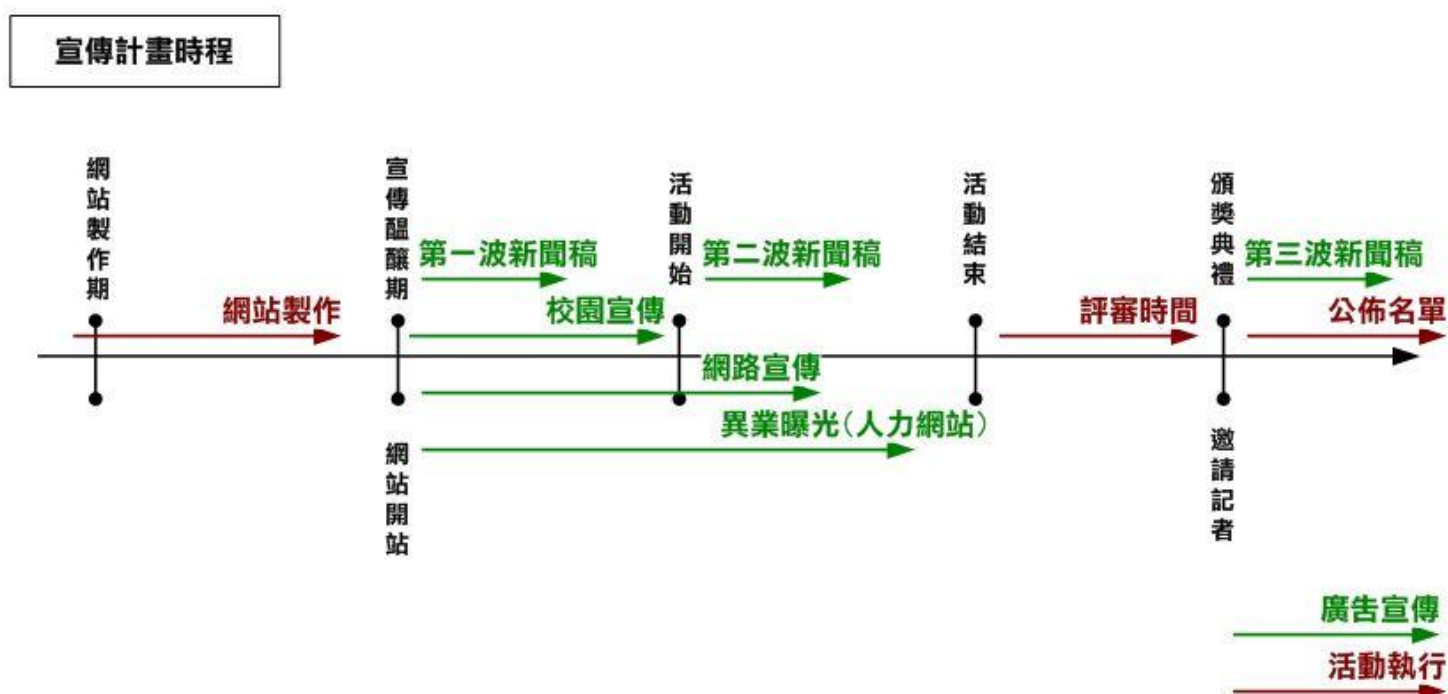 宣傳計畫時程
網站製作期
宣傳醞釀期
活動開始
活動結束
頒獎典禮
第一波新聞稿
第二波新聞稿
第三波新聞稿
網站製作
校園宣傳
評審時間
公佈名單
網路宣傳
異業曝光(人力網站)
網站開站
邀請記者
廣告宣傳
活動執行